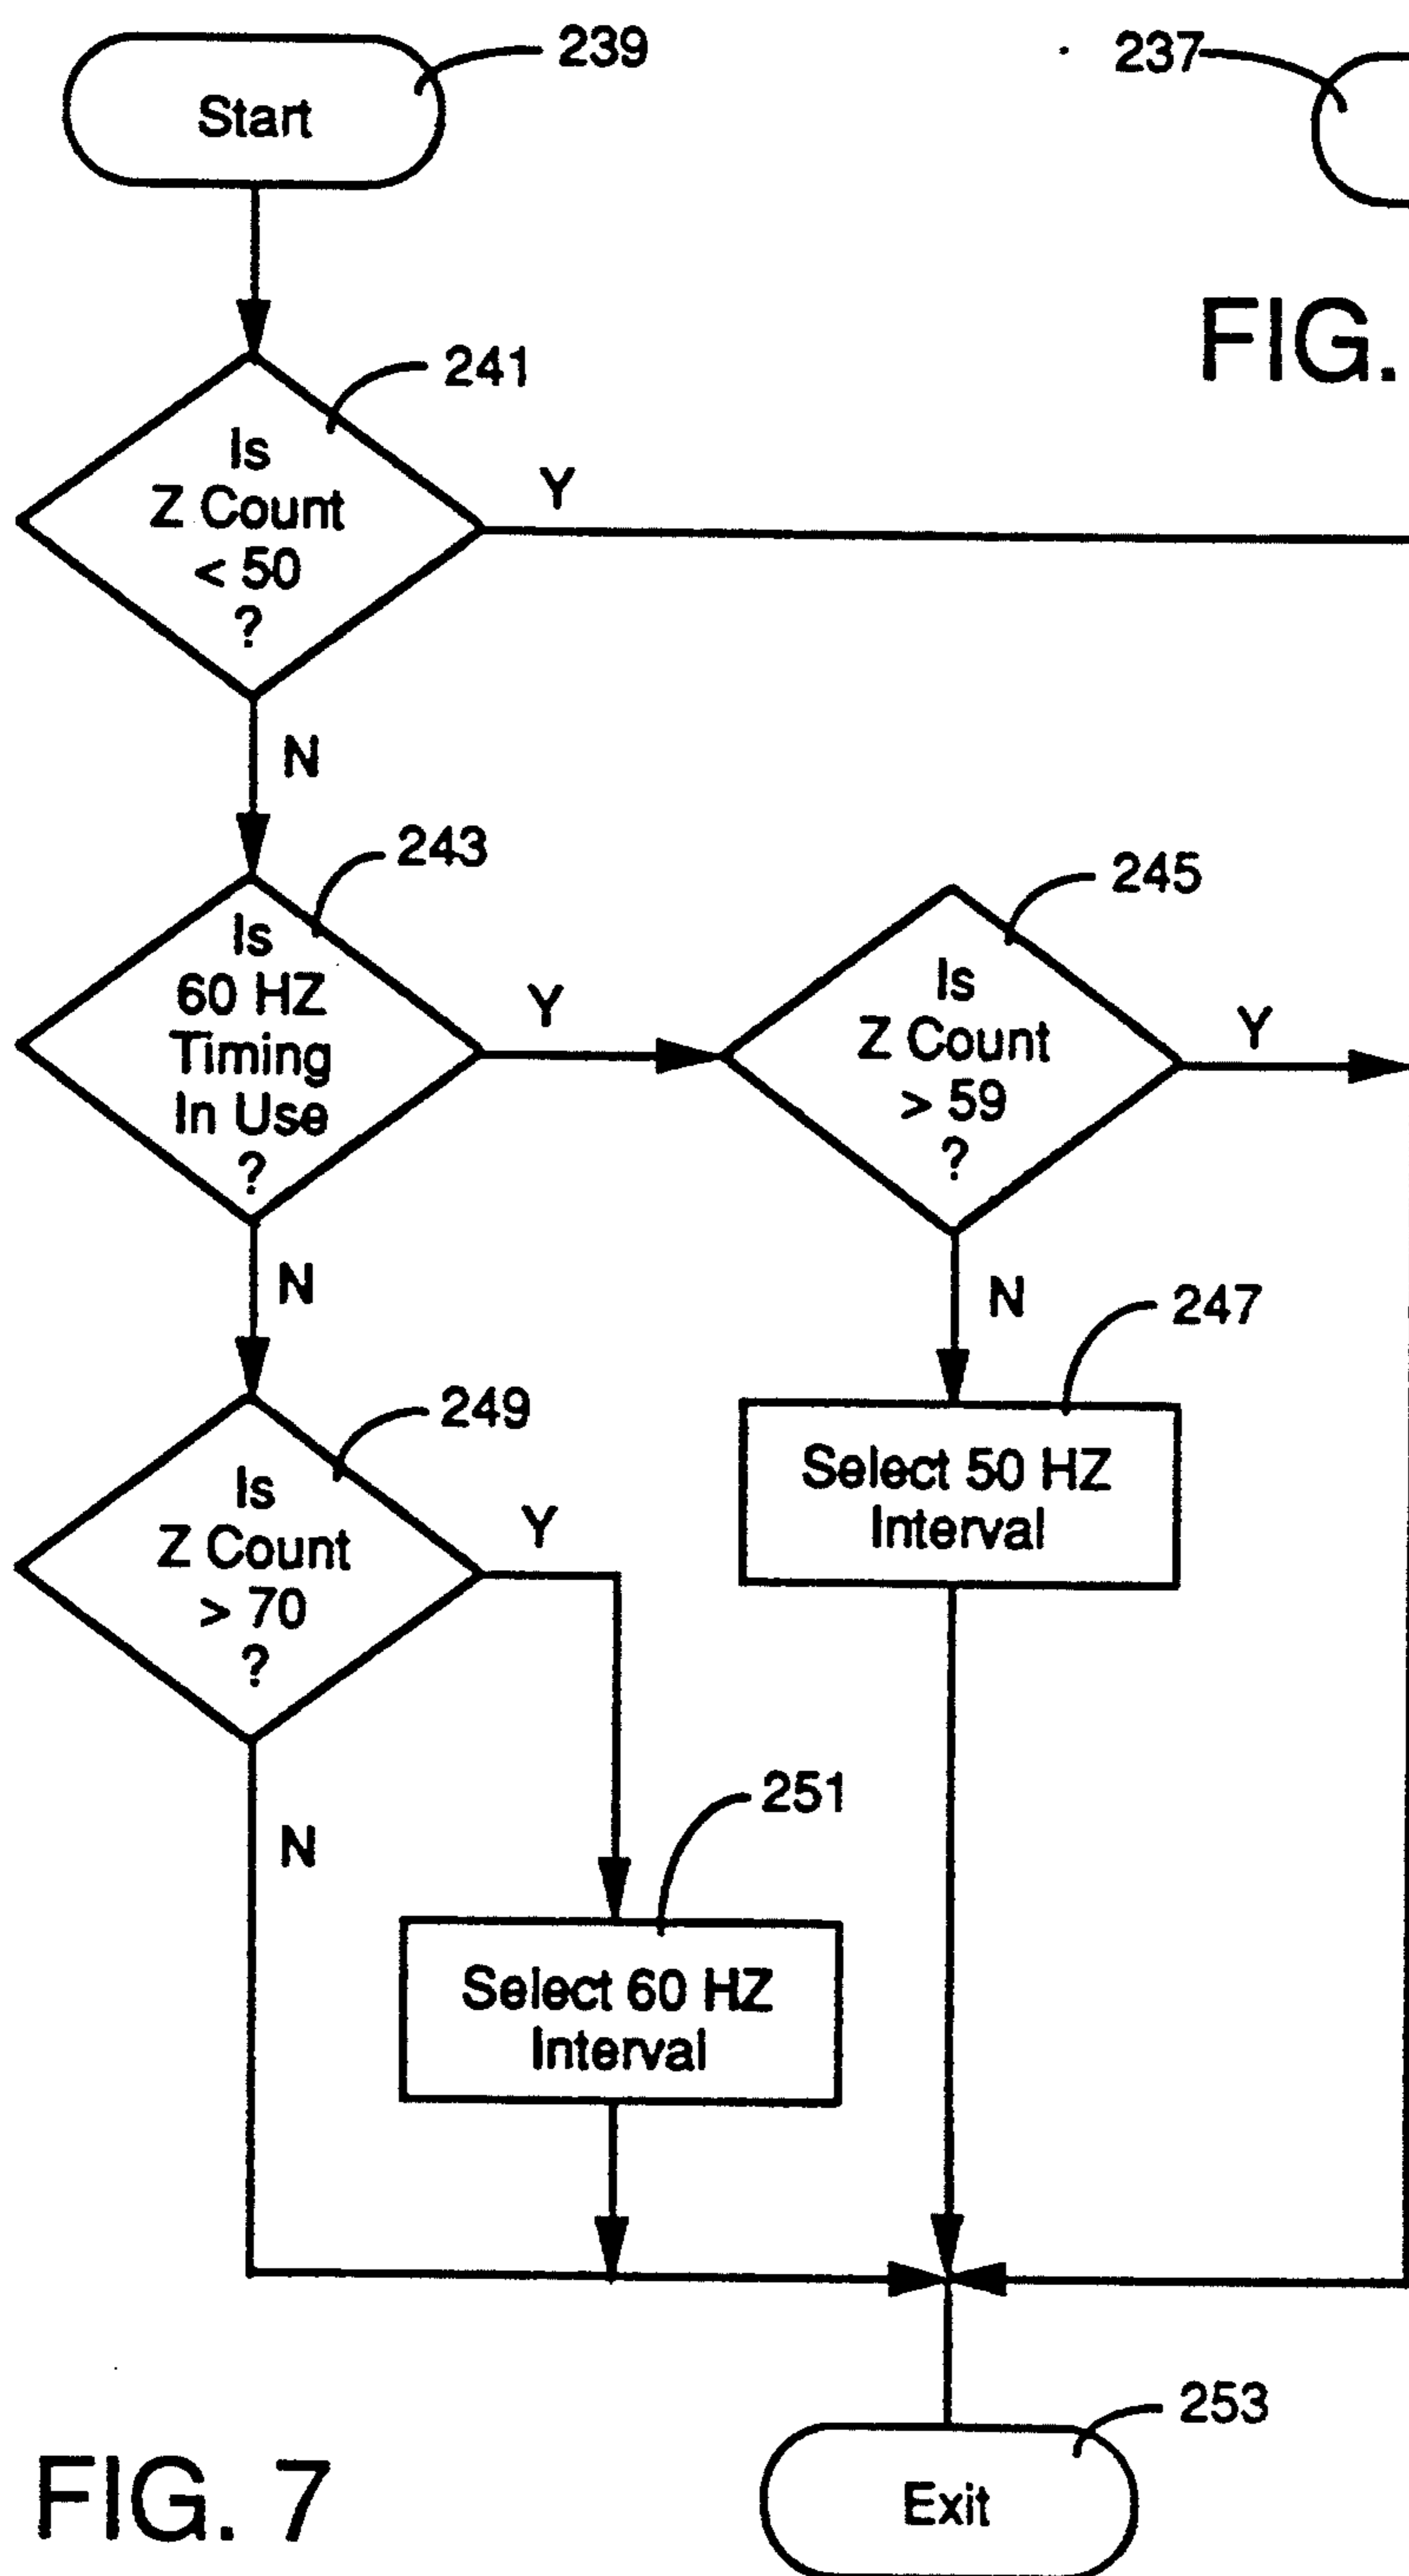 239
Start
237
FIG.
241
Is
Z Count
< 50
?
Y
N
243
Is
60 HZ
Timing
In Use
?
Y
245
Is
Z Count
> 59
?
Y
N
N
247
Select 50 HZ
Interval
249
Is
Z Count
> 70
?
Y
N
251
Select 60 HZ
Interval
253
Exit
FIG. 7